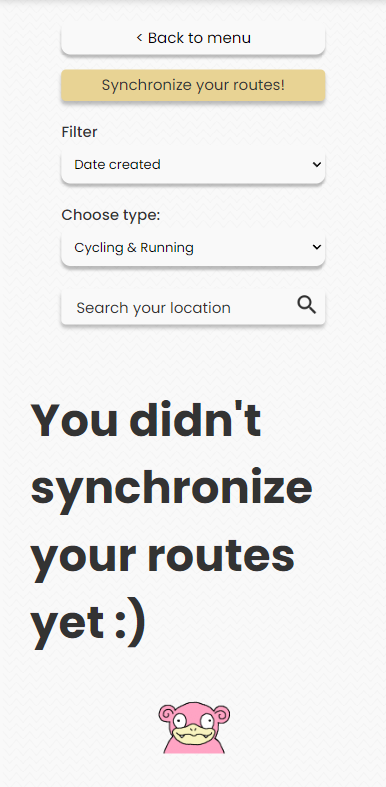 < Back to menu
Synchronize your routes!
Filter
Date created
Choose type:
Cycling & Running
Search your location
You didn't
synchronize
your routes
yet :)